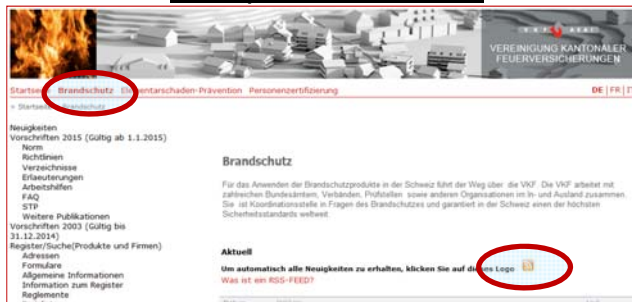 VKF AEAI
VEREINIGUNG KANTONALER
FEUERVERSICHERUNGEN
Startseite Brandschutz Elementarschaden-Prävention Personenzertifizierung DE | FR | IT
» Startseite Brandschutz
Neuigkeiten
Vorschriften 2015 (Gültig ab 1.1.2015)
Norm
Richtlinien
Verzeichnisse
Erlaeuterungen
Arbeitshilfen
FAQ
STP
Weitere Publikationen
Vorschriften 2003 (Gültig bis
31.12.2014)
Register/Suche(Produkte und Firmen)
Adressen
Formulare
Allgemeine Informationen
Information zum Register
Reglemente
Brandschutz
Für das Anwenden der Brandschutzprodukte in der Schweiz führt der Weg über die VKF. Die VKF arbeitet mit
zahlreichen Bundesämtern, Verbänden, Prüfstellen sowie anderen Organisationen im In- und Ausland zusammen.
Sie ist Koordinationsstelle in Fragen des Brandschutzes und garantiert in der Schweiz einen der höchsten
Sicherheitsstandards weltweit.
Aktuell
Um automatisch alle Neuigkeiten zu erhalten, klicken Sie auf dieses Logo
Was ist ein RSS-FEED?